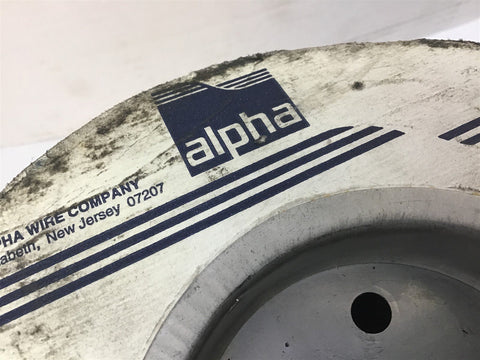 alpha
PHA WIRE COMPANY
abeth, New Jersey 07207